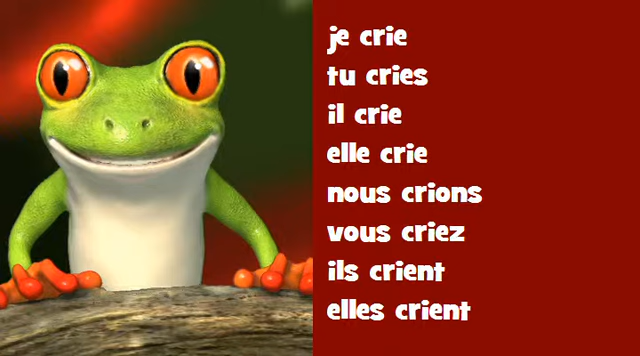 je crie
tu cries
il crie
elle crie
nous crions
vous criez
ils crient
elles crient